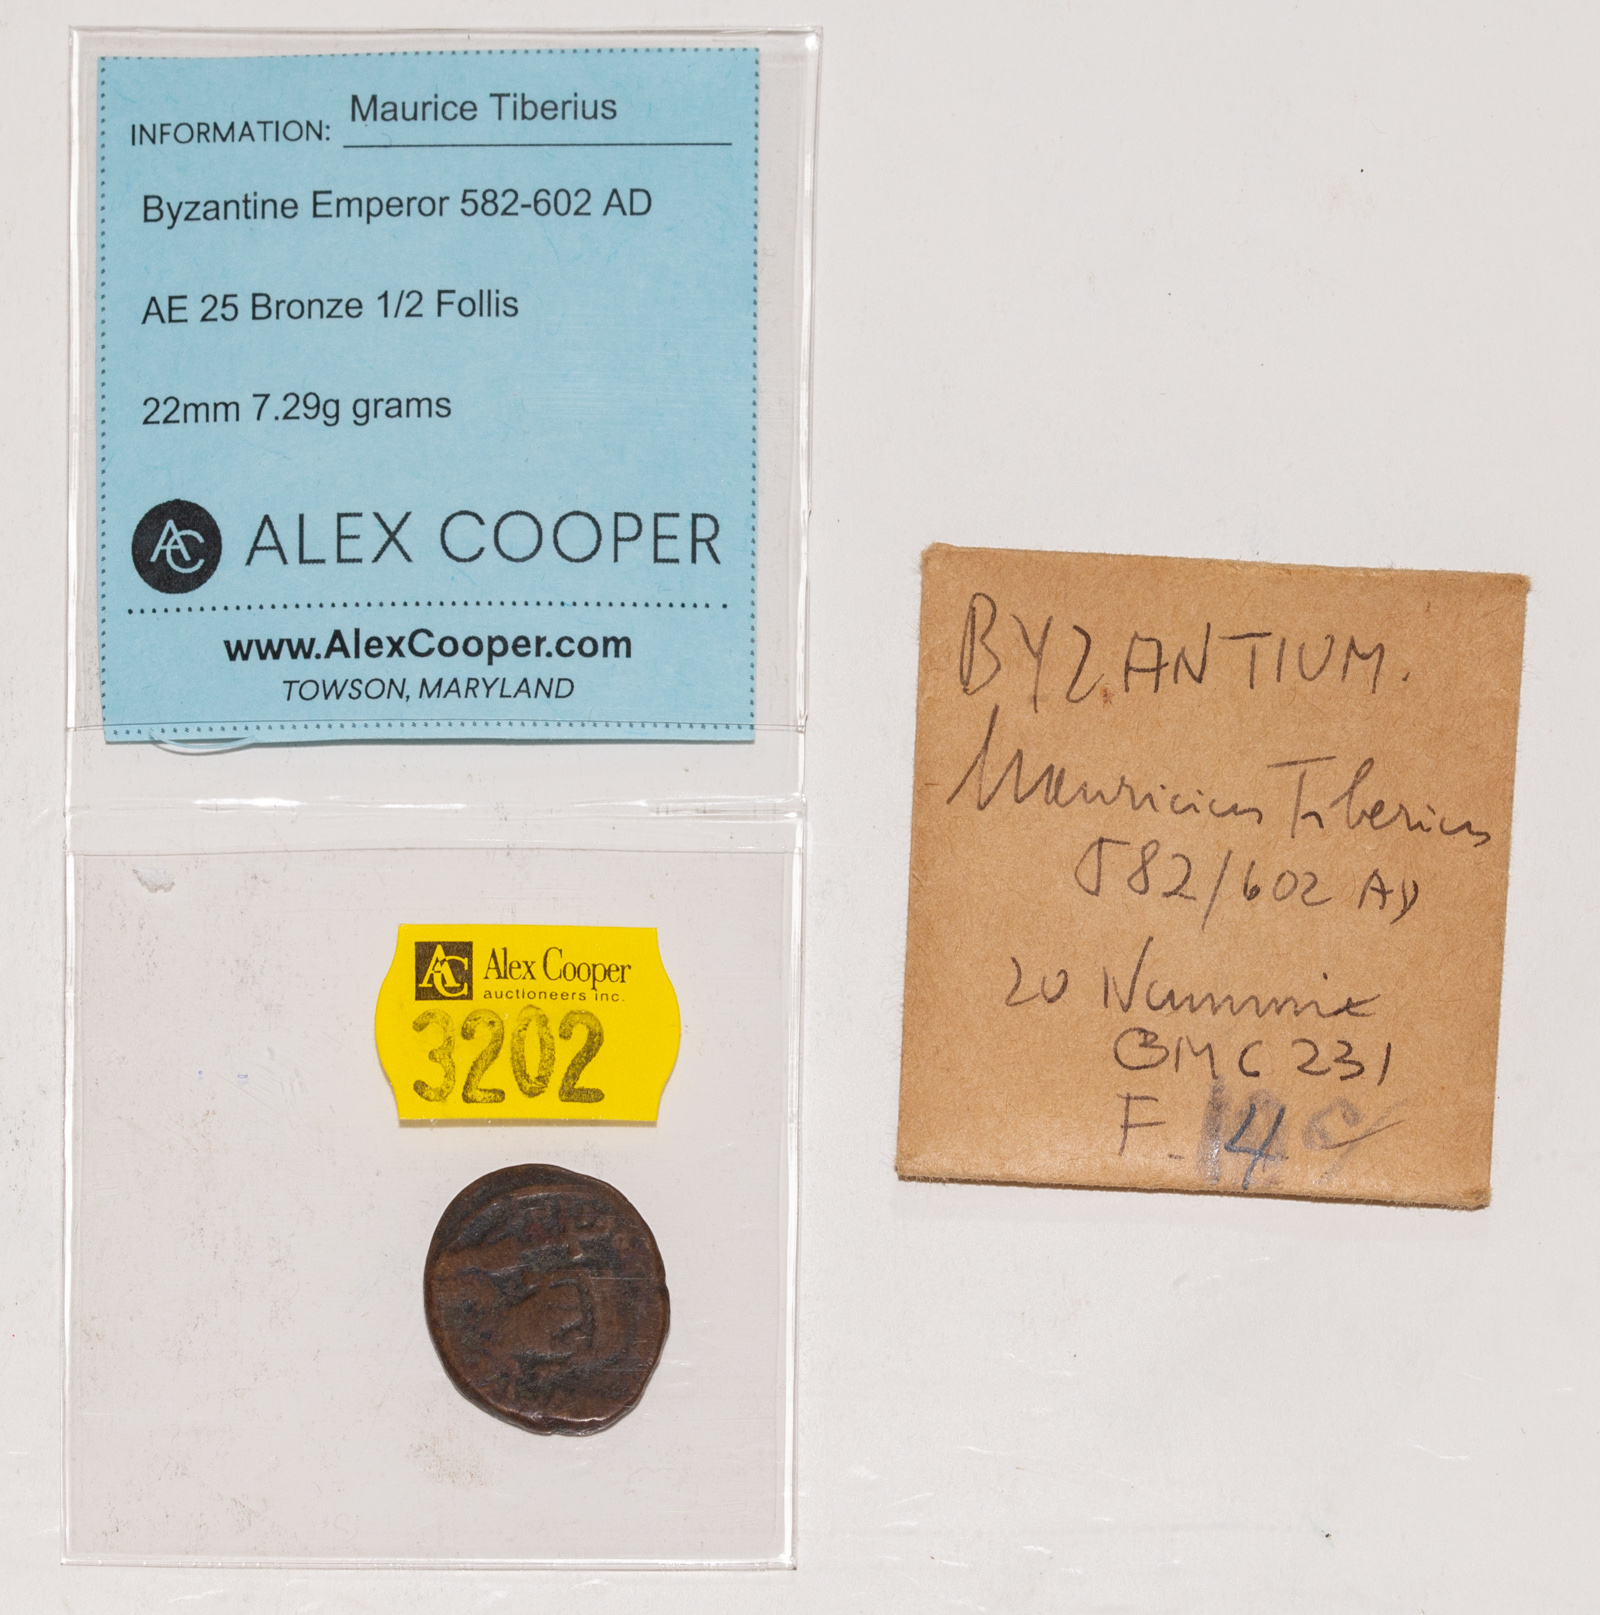 INFORMATION: Maurice Tiberius
Byzantine Emperor 582-602 AD
AE 25 Bronze 1/2 Follis
22mm 7.29g grams
AC ALEX COOPER
www.AlexCooper.com
TOWSON, MARYLAND
AC Alex Cooper
auctioneers inc.
3202
BYZANTIUM.
Mauricius Tiberius
582/602 AD
20 Nummie
BMC 231
F. 4